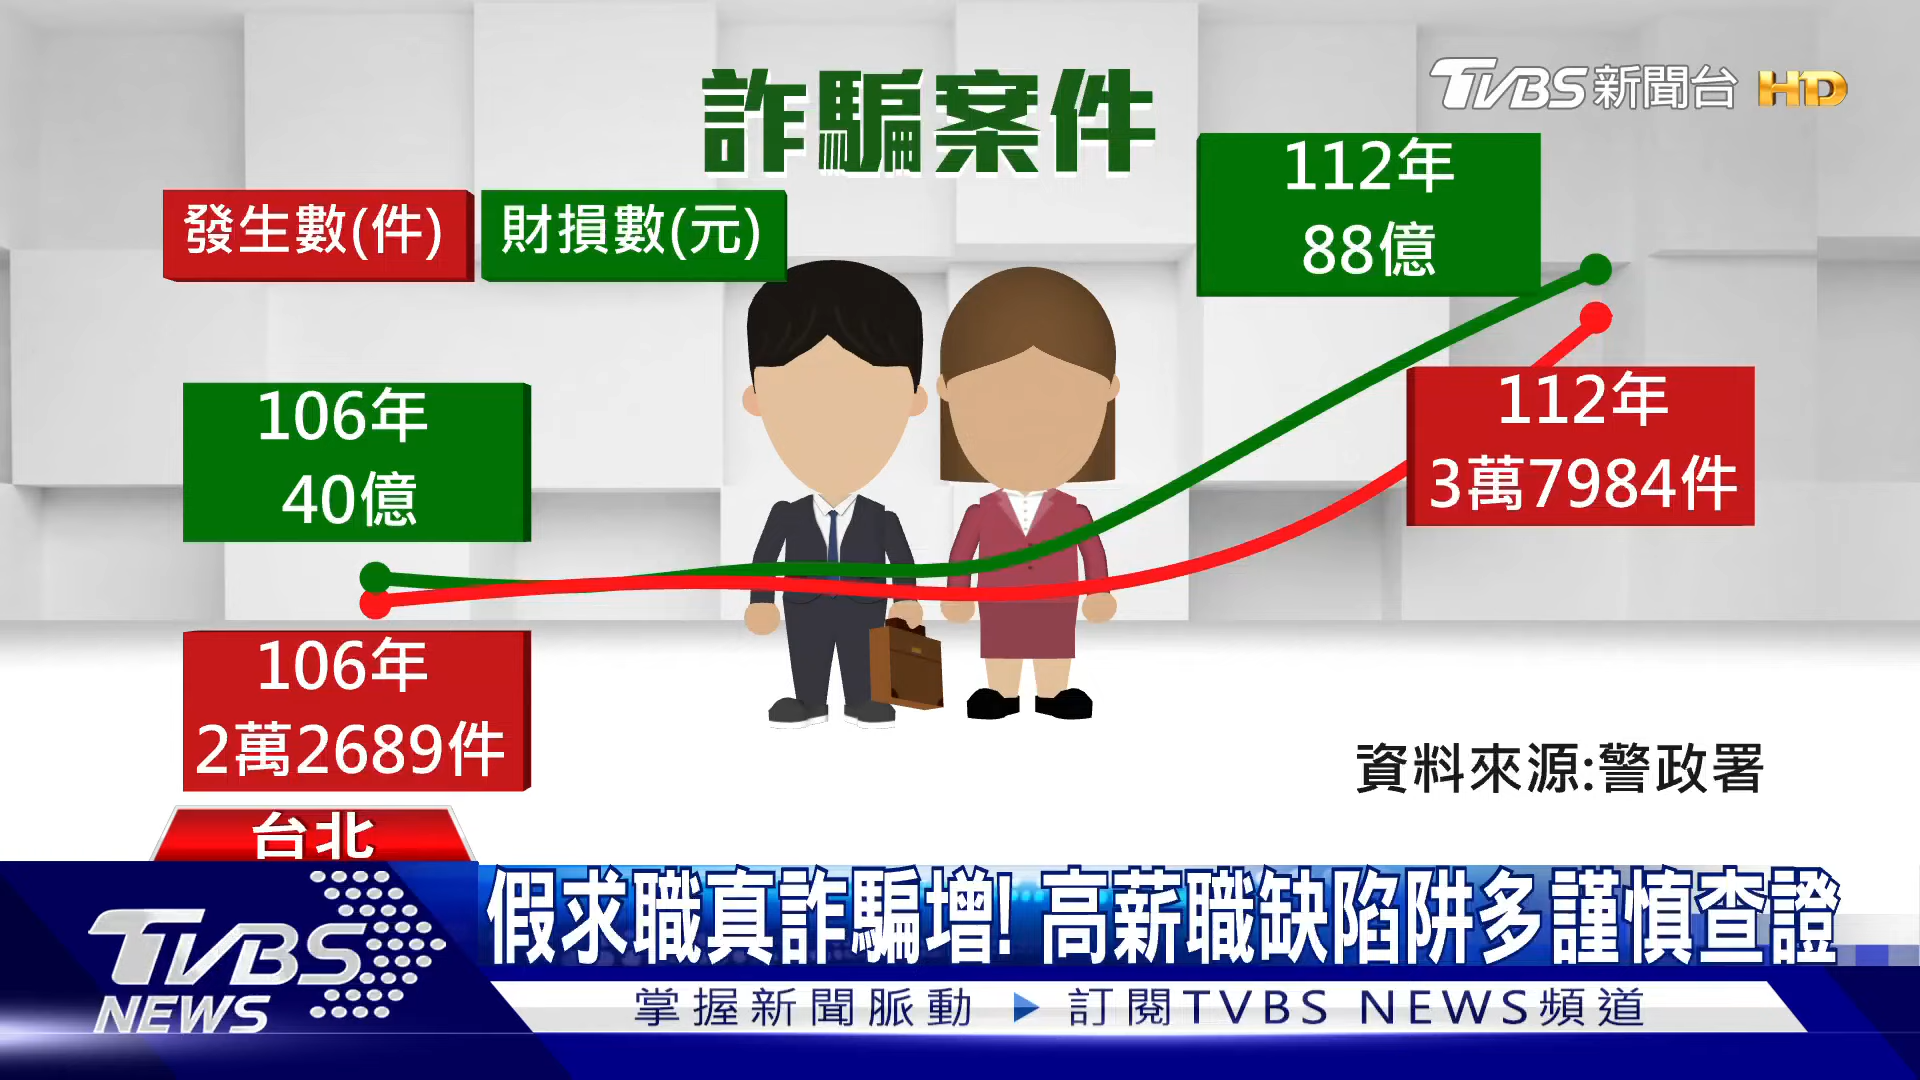 詐騙案件
TVBS新聞台 HD
發生數(件)
財損數(元)
112年
88億
106年
40億
112年
3萬7984件
106年
2萬2689件
資料來源:警政署
台北
假求職真詐騙增! 高薪職缺陷阱多謹慎查證
TVBS
NEWS
掌握新聞脈動 ▶ 訂閱TVBS NEWS頻道